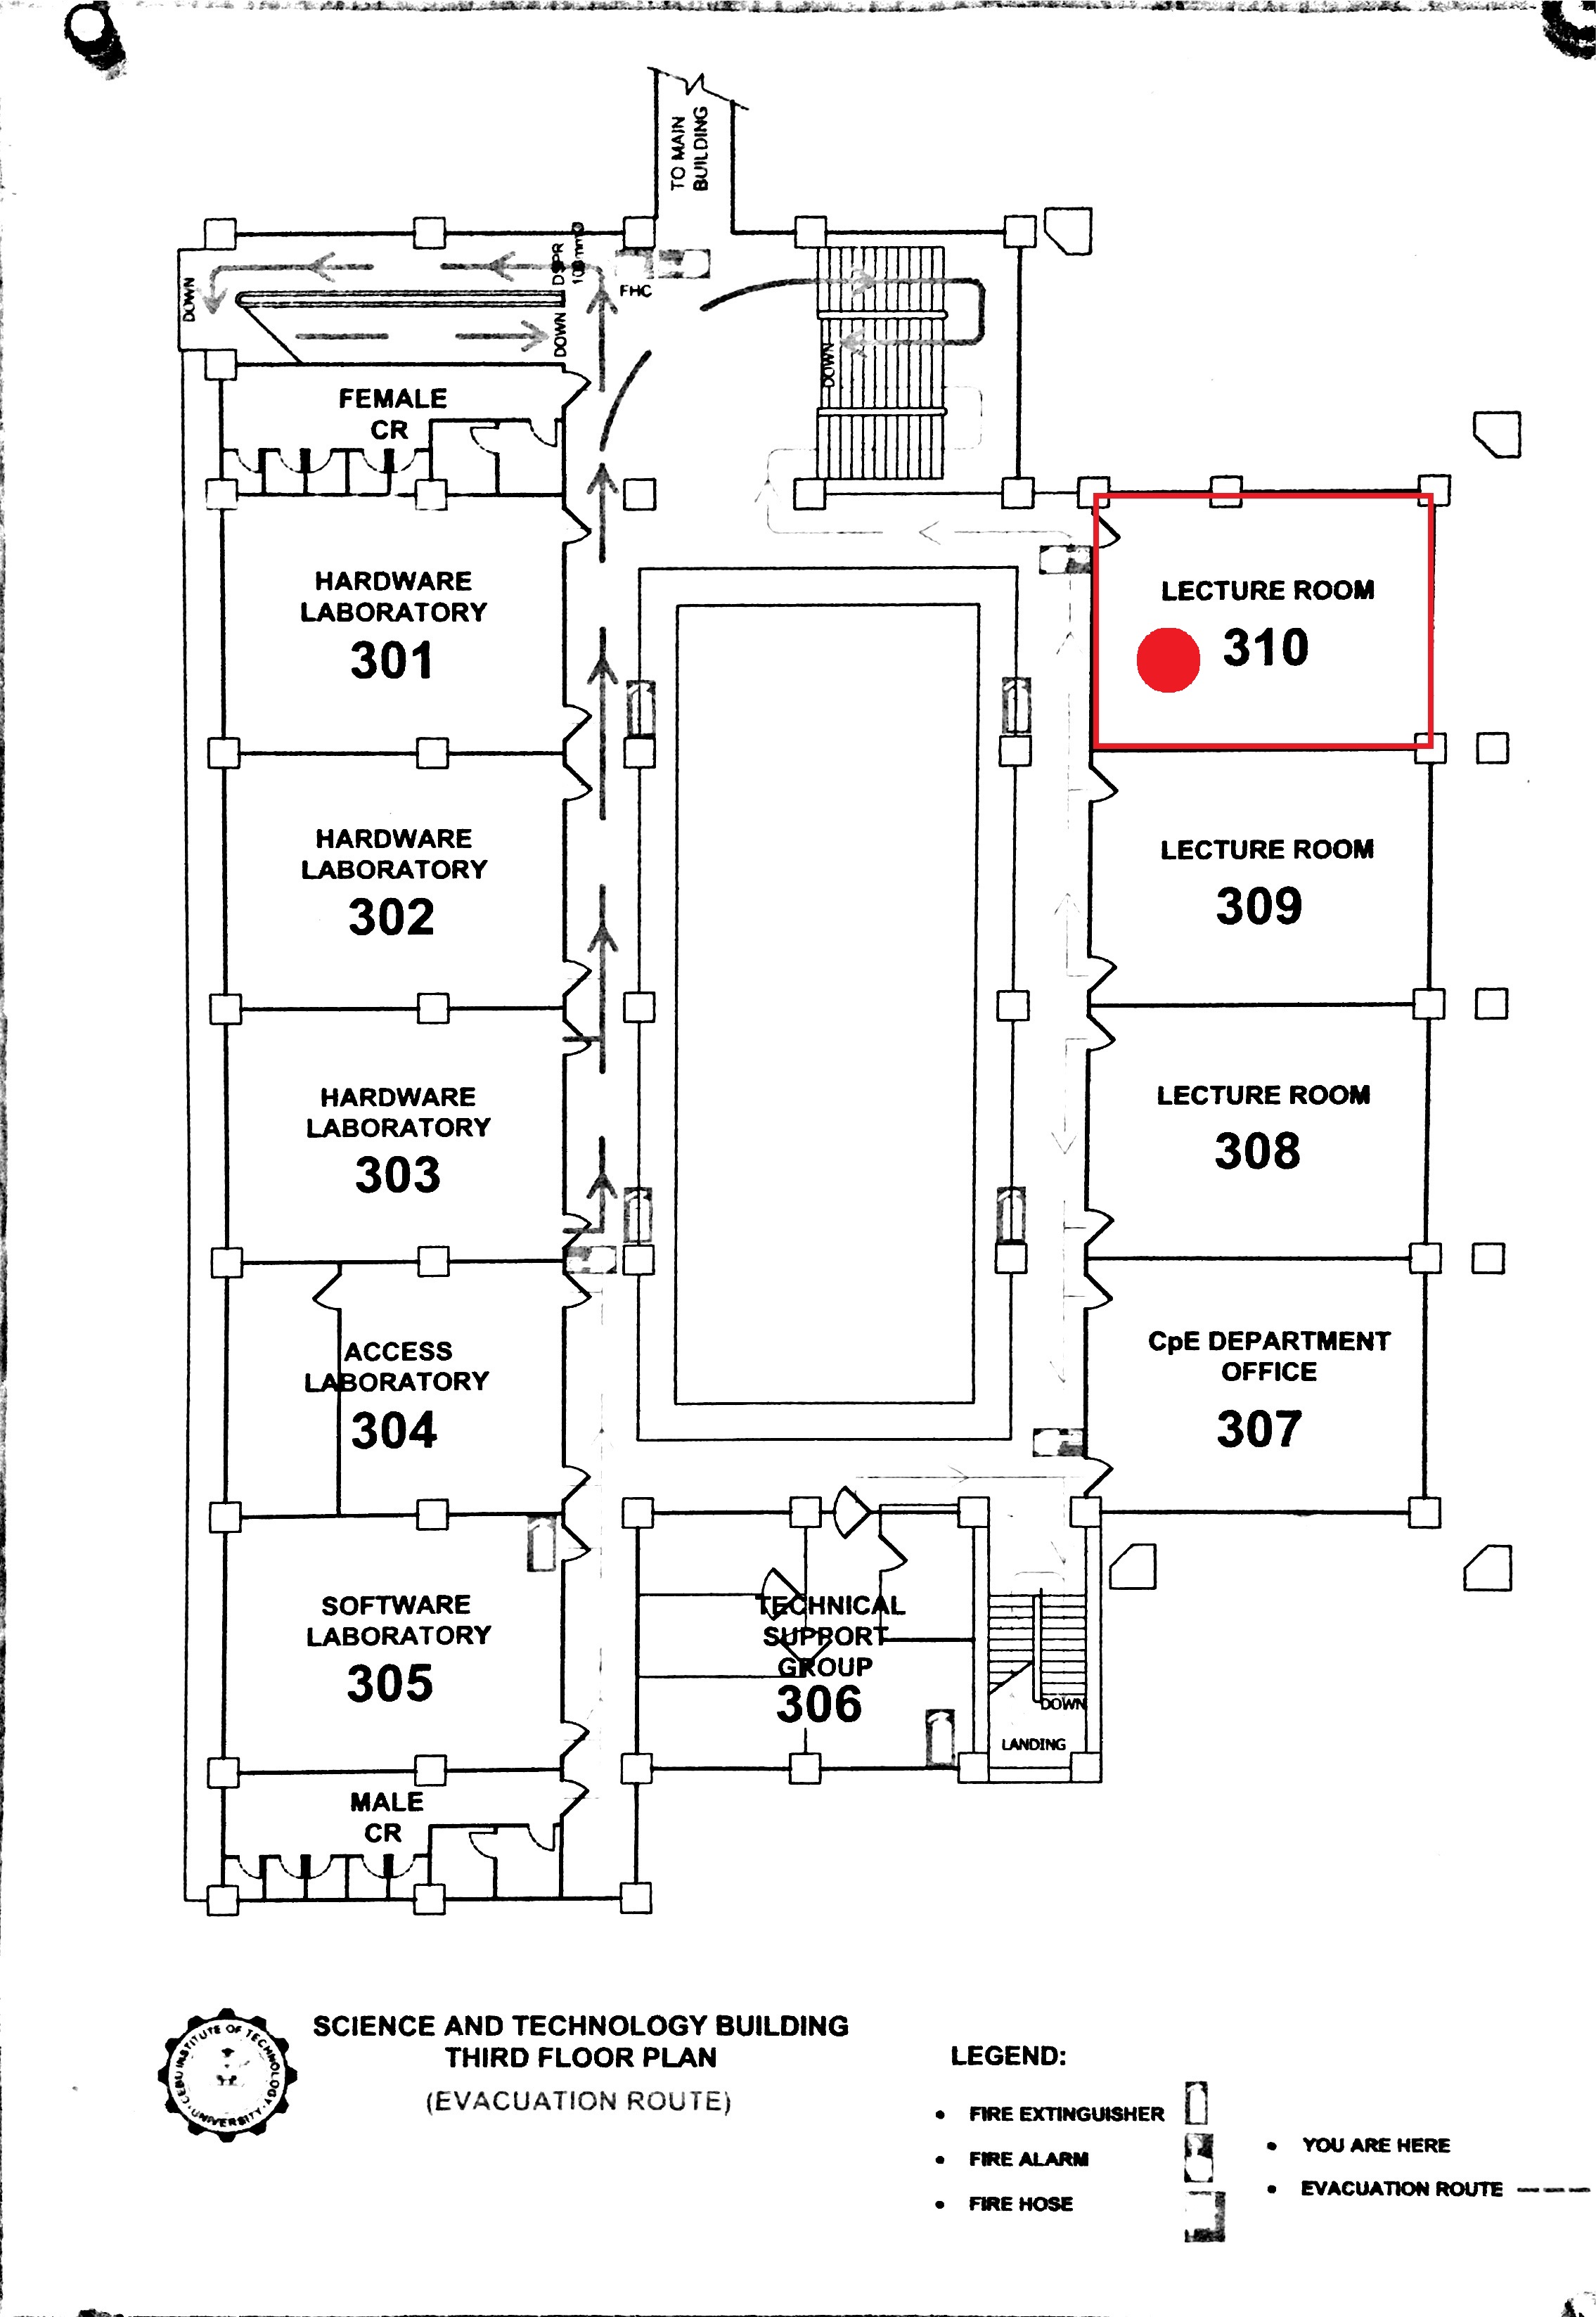 TO MAIN
BUILDING
DSPR
100mmØ
FHC
DOWN
DOWN
DOWN
FEMALE
CR
HARDWARE
LABORATORY
301
LECTURE ROOM
310
HARDWARE
LABORATORY
302
LECTURE ROOM
309
HARDWARE
LABORATORY
303
LECTURE ROOM
308
ACCESS
LABORATORY
304
CpE DEPARTMENT
OFFICE
307
SOFTWARE
LABORATORY
305
TECHNICAL
SUPPORT
GROUP
306
DOWN
LANDING
MALE
CR
CEBU INSTITUTE OF TECHNOLOGY
UNIVERSITY
SCIENCE AND TECHNOLOGY BUILDING
THIRD FLOOR PLAN
(EVACUATION ROUTE)
LEGEND:
• FIRE EXTINGUISHER
• FIRE ALARM
• FIRE HOSE
• YOU ARE HERE
• EVACUATION ROUTE